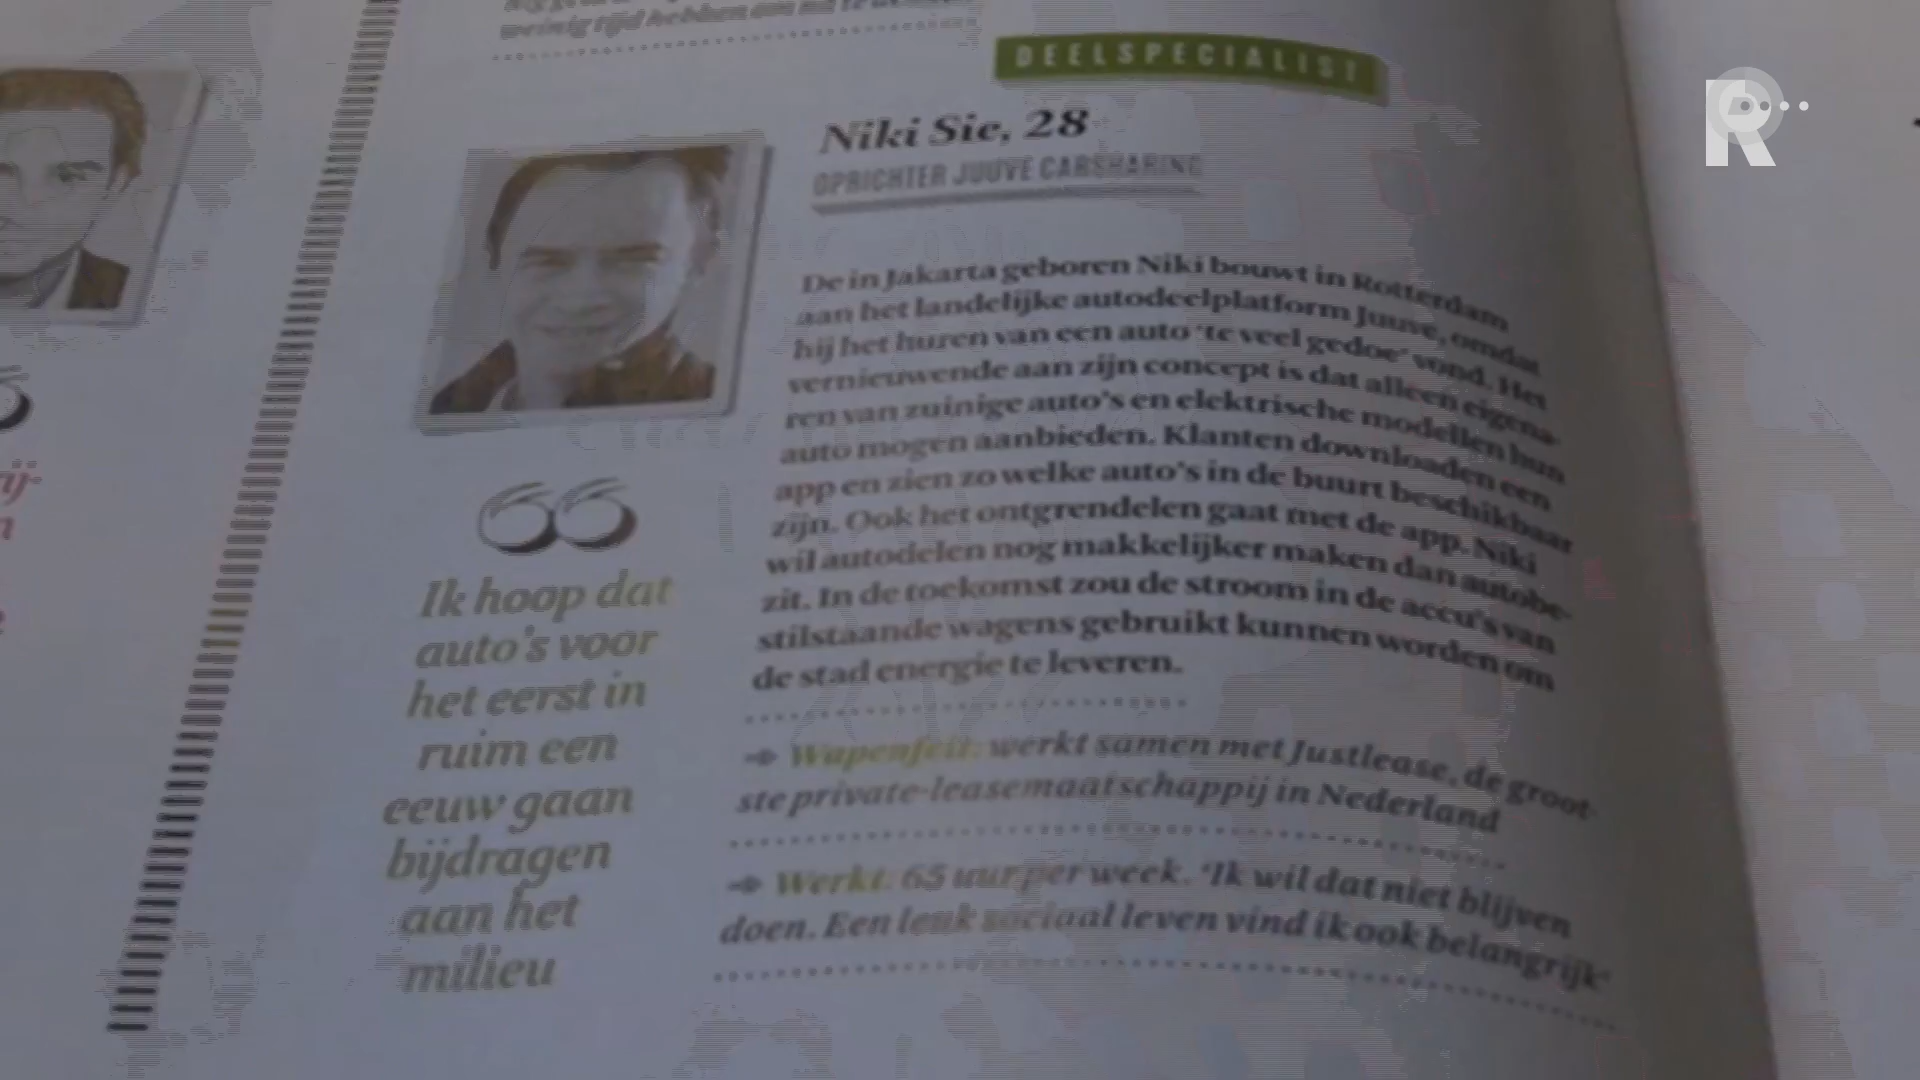 weinig tijd hebben om
DEELSPECIALIST
Niki Sie, 28
OPRICHTER JUUVE CARSHARING
De in Jakarta geboren Niki bouwt in Rotterdam
aan het landelijke autodeelplatform Juuve, omdat
hij het huren van een auto 'te veel gedoe' vond. Het
vernieuwende aan zijn concept is dat alleen eigena-
ren van zuinige auto's en elektrische modellen hun
auto mogen aanbieden. Klanten downloaden een
app en zien zo welke auto's in de buurt beschikbaar
zijn. Ook het ontgrendelen gaat met de app. Niki
wil autodelen nog makkelijker maken dan autobe-
zit. In de toekomst zou de stroom in de accu's van
stilstaande wagens gebruikt kunnen worden om
de stad energie te leveren.
Wapenfeit: werkt samen met Justlease, de groot-
ste private-leasemaatschappij in Nederland
Werkt: 65 uur per week. 'Ik wil dat niet blijven
doen. Een leuk sociaal leven vind ik ook belangrijk'
66
Ik hoop dat
auto's voor
het eerst in
ruim een
eeuw gaan
bijdragen
aan het
milieu
ij-
n
R